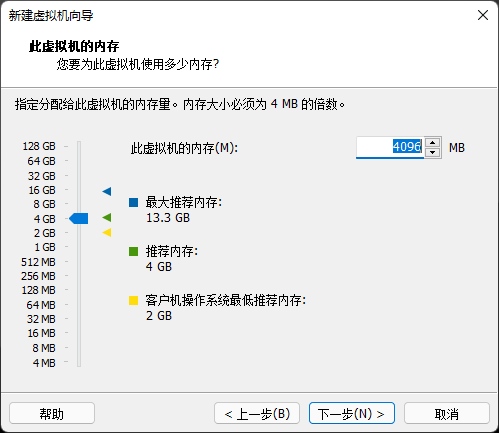 新建虚拟机向导
此虚拟机的内存
您要为此虚拟机使用多少内存?
指定分配给此虚拟机的内存量。内存大小必须为 4 MB 的倍数。
128 GB
64 GB
32 GB
16 GB
8 GB
4 GB
2 GB
1 GB
512 MB
256 MB
128 MB
64 MB
32 MB
16 MB
8 MB
4 MB
此虚拟机的内存(M): 4096 MB
最大推荐内存:
13.3 GB
推荐内存:
4 GB
客户机操作系统最低推荐内存:
2 GB
帮助 < 上一步(B) 下一步(N) > 取消